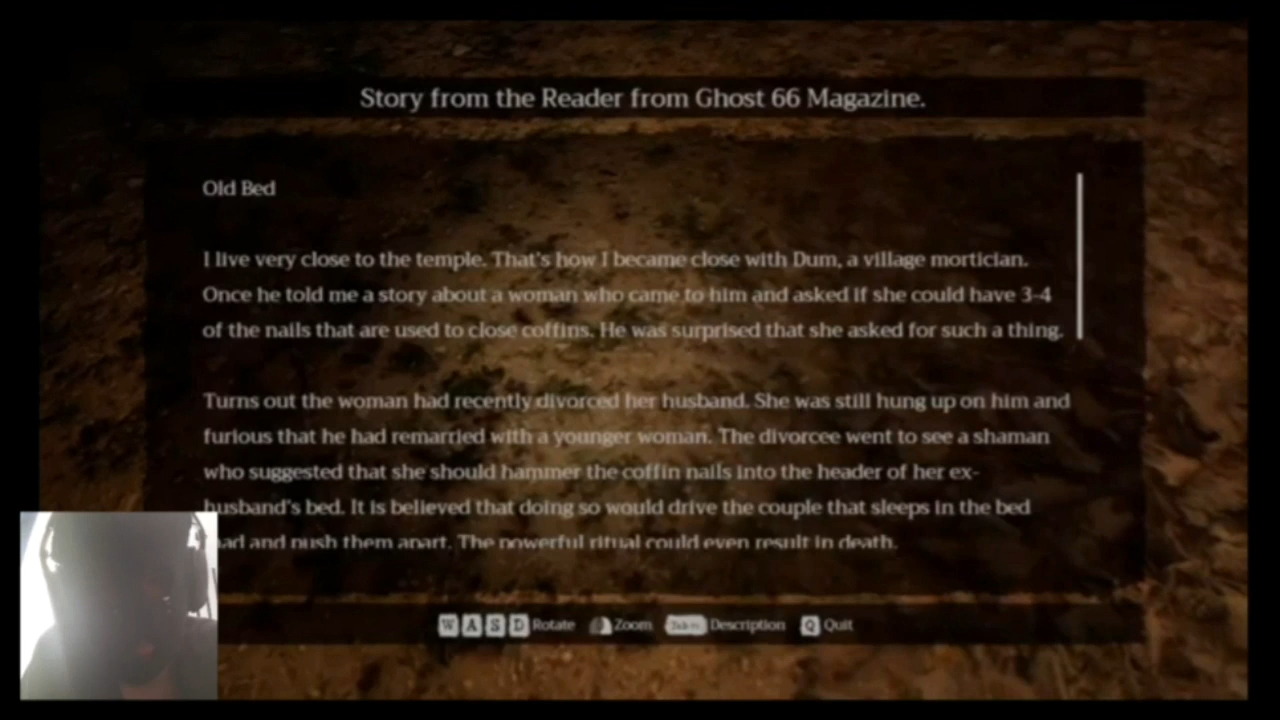 Story from the Reader from Ghost 66 Magazine.
Old Bed
I live very close to the temple. That's how I became close with Dum, a village mortician.
Once he told me a story about a woman who came to him and asked if she could have 3-4
of the nails that are used to close coffins. He was surprised that she asked for such a thing.
Turns out the woman had recently divorced her husband. She was still hung up on him and
furious that he had remarried with a younger woman. The divorcee went to see a shaman
who suggested that she should hammer the coffin nails into the header of her ex-
husband's bed. It is believed that doing so would drive the couple that sleeps in the bed
and push them apart. The powerful ritual could even result in death.
W A S D Rotate Zoom Description Q Quit